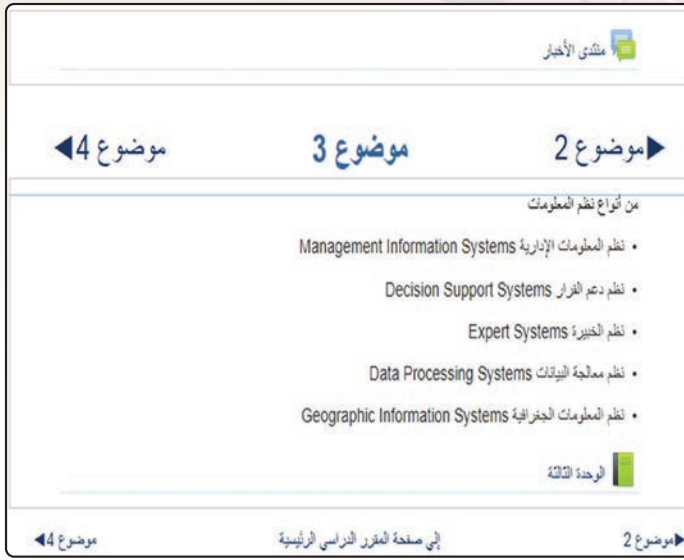 منتدى الأخبار
◀موضوع 2 موضوع 3 موضوع 4◀
من أنواع نظم المعلومات
• نظم المعلومات الإدارية Management Information Systems
• نظم دعم القرار Decision Support Systems
• نظم الخبيرة Expert Systems
• نظم معالجة البيانات Data Processing Systems
• نظم المعلومات الجغرافية Geographic Information Systems
الوحدة الثالثة
◀موضوع 2 إلى صفحة المقرر الدراسي الرئيسية موضوع 4◀